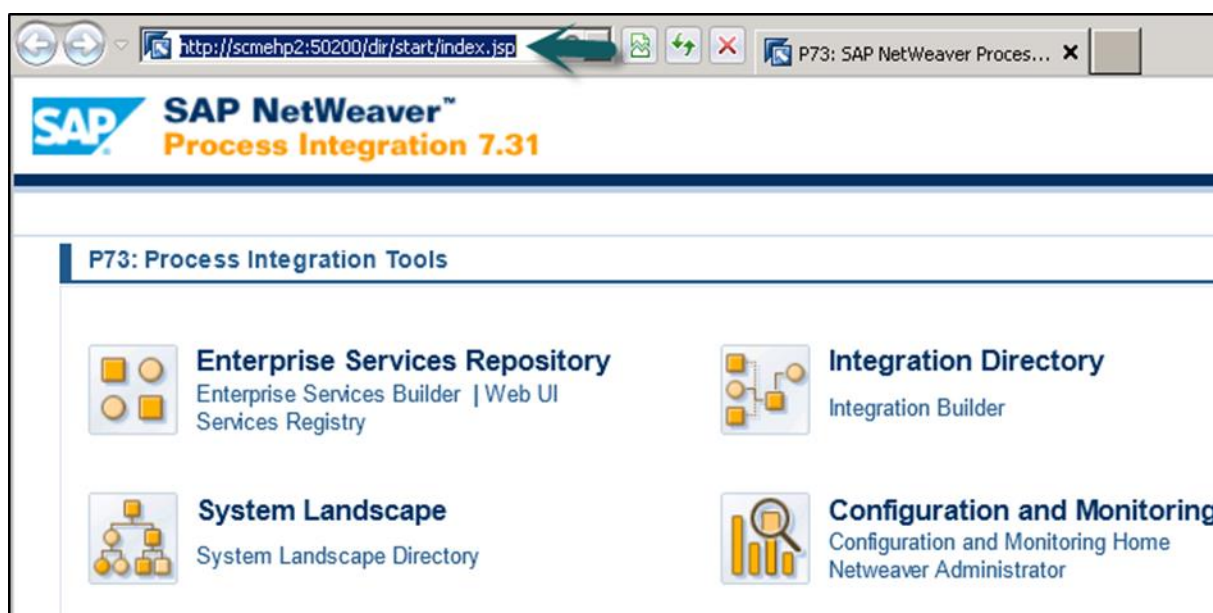 http://scmehp2:50200/dir/start/index.jsp
P73: SAP NetWeaver Proces...
SAP
SAP NetWeaver™
Process Integration 7.31
P73: Process Integration Tools
Enterprise Services Repository
Enterprise Services Builder | Web UI
Services Registry
Integration Directory
Integration Builder
System Landscape
System Landscape Directory
Configuration and Monitoring
Configuration and Monitoring Home
Netweaver Administrator